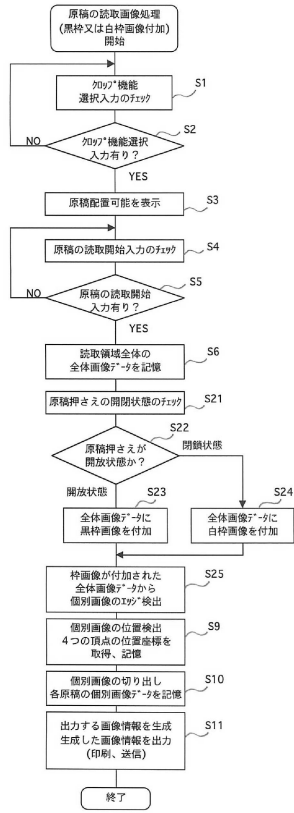 原稿の読取画像処理
(黒枠又は白枠画像付加)
開始
S1
クロップ機能
選択入力のチェック
S2
クロップ機能選択
入力有り？
NO
YES
S3
原稿配置可能を表示
S4
原稿の読取開始入力のチェック
S5
原稿の読取開始
入力有り？
NO
YES
S6
読取領域全体の
全体画像データを記憶
S21
原稿押さえの開閉状態のチェック
S22
原稿押さえが
開放状態か？
閉鎖状態
開放状態
S23
全体画像データに
黒枠画像を付加
S24
全体画像データに
白枠画像を付加
S25
枠画像が付加された
全体画像データから
個別画像のエッジ検出
S9
個別画像の位置検出
4つの頂点の位置座標を
取得、記憶
S10
個別画像の切り出し
各原稿の個別画像データを記憶
S11
出力する画像情報を生成
生成した画像情報を出力
(印刷、送信)
終了